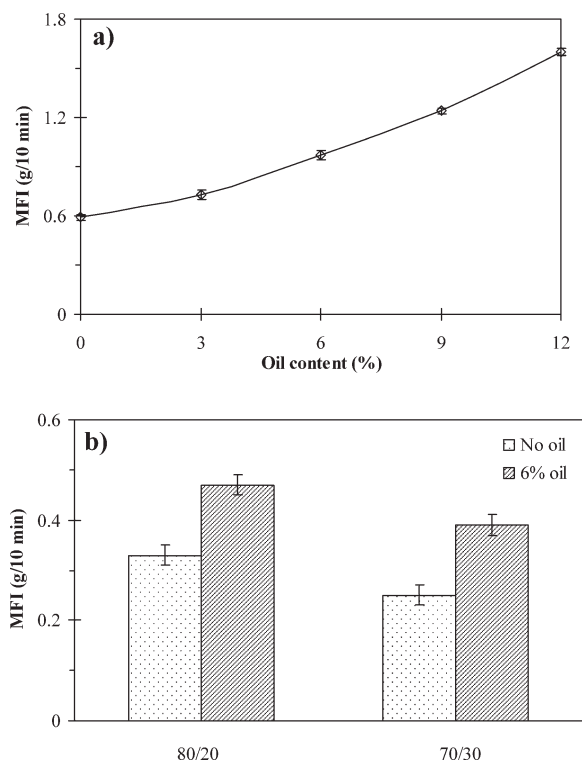 a)
1.8
1.2
0.6
0
MFI (g/10 min)
0 3 6 9 12
Oil content (%)
b)
0.6
0.4
0.2
0
MFI (g/10 min)
No oil
6% oil
80/20 70/30